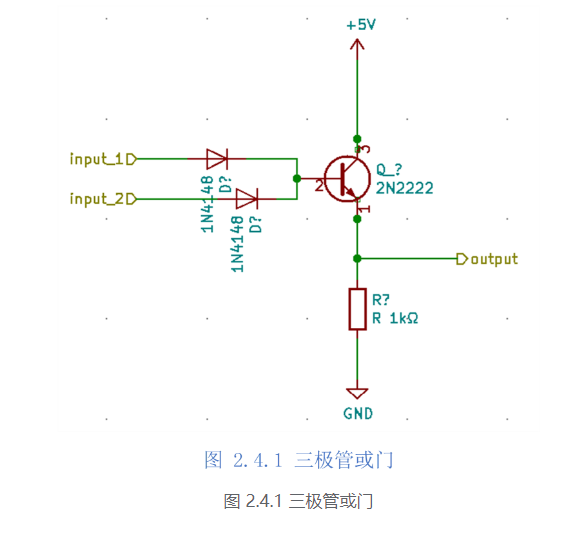 +5V
3
input_1
Q_?
2N2222
2
input_2
1
1N4148
D?
1N4148
D?
output
R?
R 1kΩ
GND
图 2.4.1 三极管或门
图 2.4.1 三极管或门